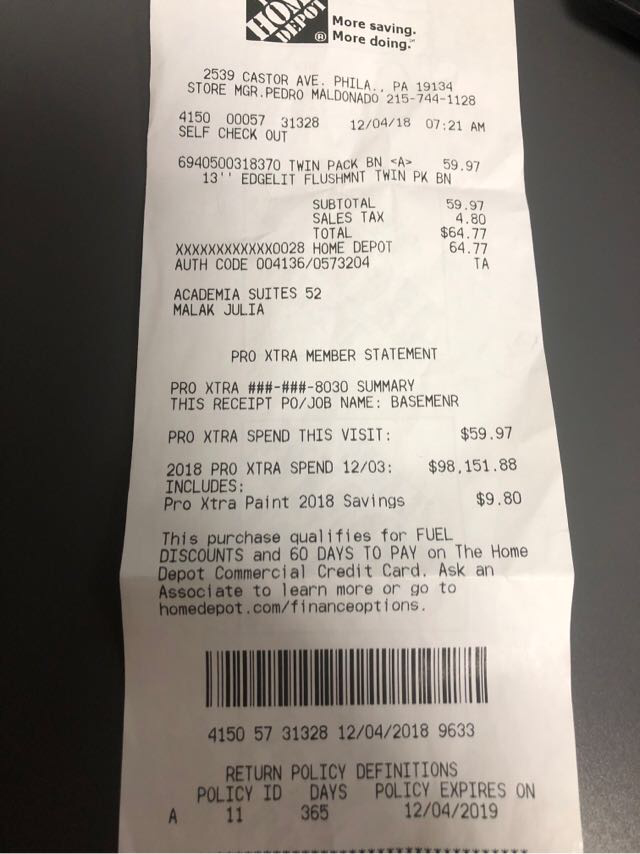 HOME DEPOT
® More saving.
More doing.℠
2539 CASTOR AVE. PHILA., PA 19134
STORE MGR.PEDRO MALDONADO 215-744-1128
4150 00057 31328 12/04/18 07:21 AM
SELF CHECK OUT
6940500318370 TWIN PACK BN <A> 59.97
13'' EDGELIT FLUSHMNT TWIN PK BN
SUBTOTAL 59.97
SALES TAX 4.80
TOTAL $64.77
XXXXXXXXXXXX0028 HOME DEPOT 64.77
AUTH CODE 004136/0573204 TA
ACADEMIA SUITES 52
MALAK JULIA
PRO XTRA MEMBER STATEMENT
PRO XTRA ###-###-8030 SUMMARY
THIS RECEIPT PO/JOB NAME: BASEMENR
PRO XTRA SPEND THIS VISIT: $59.97
2018 PRO XTRA SPEND 12/03: $98,151.88
INCLUDES:
Pro Xtra Paint 2018 Savings $9.80
This purchase qualifies for FUEL
DISCOUNTS and 60 DAYS TO PAY on The Home
Depot Commercial Credit Card. Ask an
Associate to learn more or go to
homedepot.com/financeoptions.
4150 57 31328 12/04/2018 9633
RETURN POLICY DEFINITIONS
POLICY ID DAYS POLICY EXPIRES ON
A 11 365 12/04/2019